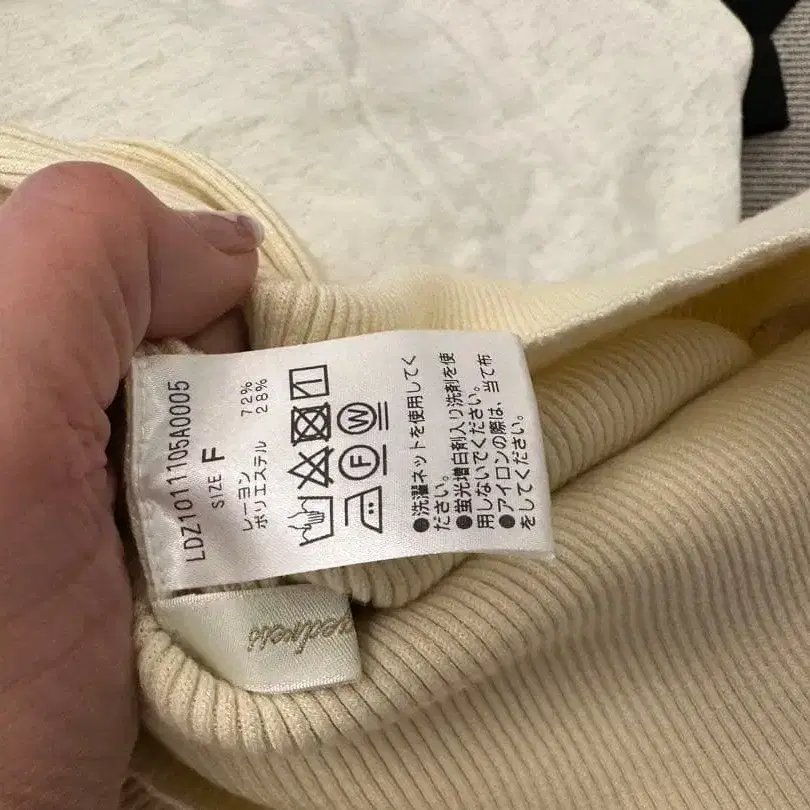 LDZ1011105A0005
SIZE F
レーヨン 72%
ポリエステル 28%
W
F
●洗濯ネットを使用してく
ださい。
●蛍光増白剤入り洗剤を使
用しないでください。
●アイロンの際は、当て布
をしてください。